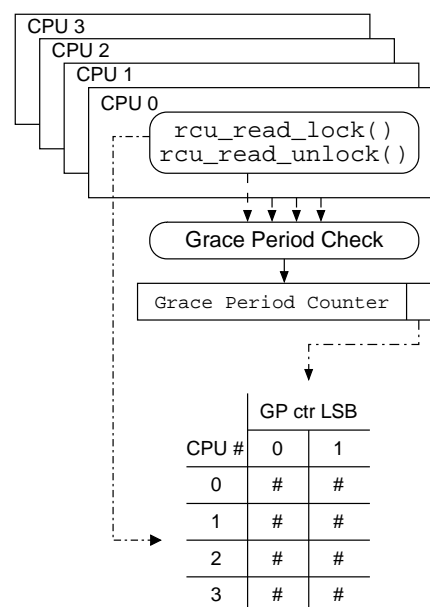 CPU 3
CPU 2
CPU 1
CPU 0
rcu_read_lock()
rcu_read_unlock()
Grace Period Check
Grace Period Counter
GP ctr LSB
CPU # 0 1
0 # #
1 # #
2 # #
3 # #